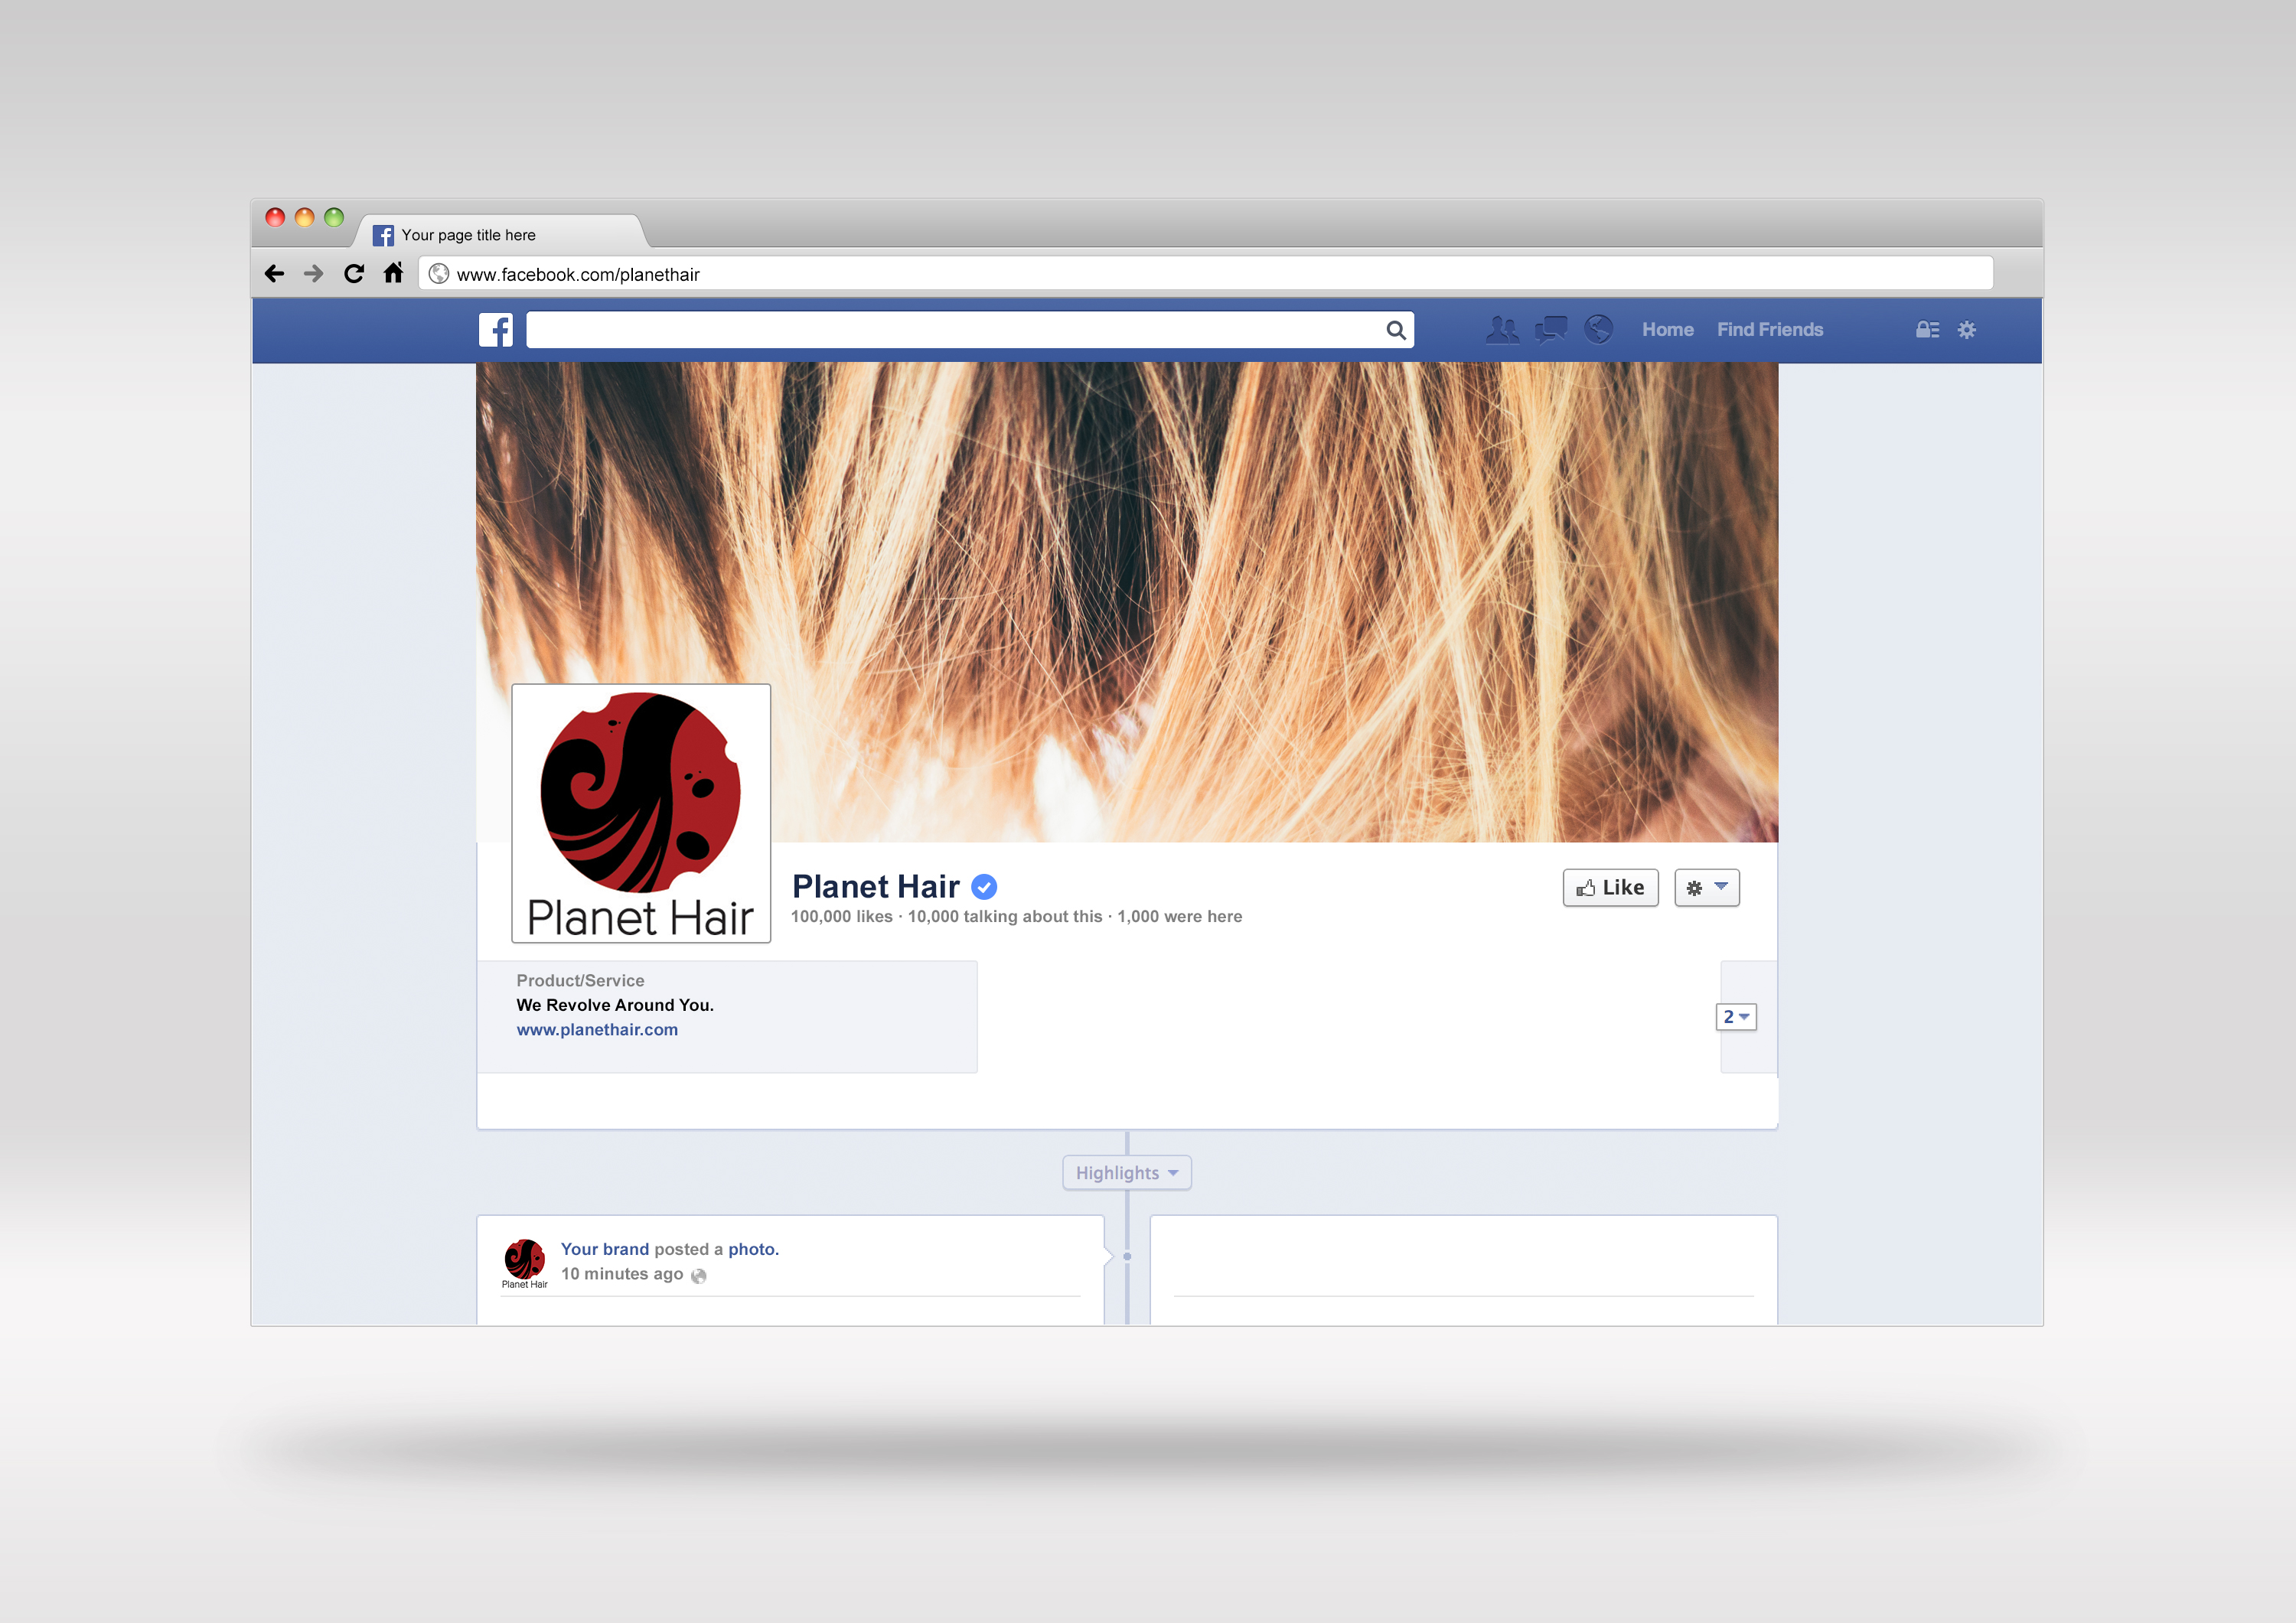 Your page title here
www.facebook.com/planethair
Home Find Friends
Planet Hair
Planet Hair
100,000 likes · 10,000 talking about this · 1,000 were here
Like
Product/Service
We Revolve Around You.
www.planethair.com
2
Highlights
Planet Hair
Your brand posted a photo.
10 minutes ago